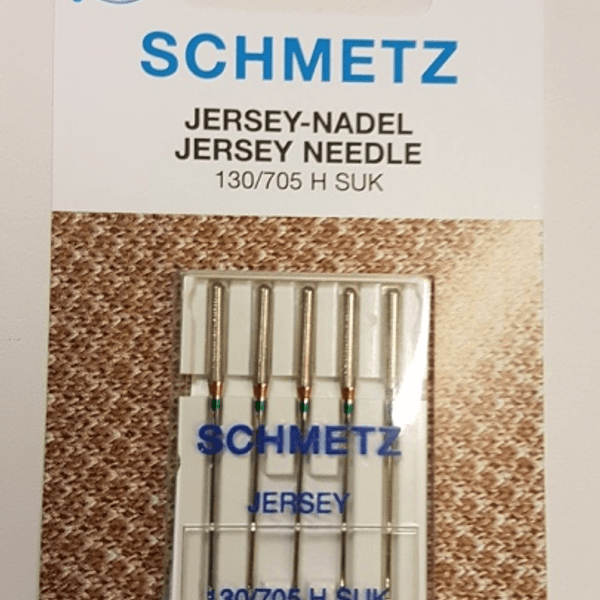 SCHMETZ
JERSEY-NADEL
JERSEY NEEDLE
130/705 H SUK
SCHMETZ
JERSEY
130/705 H SUK